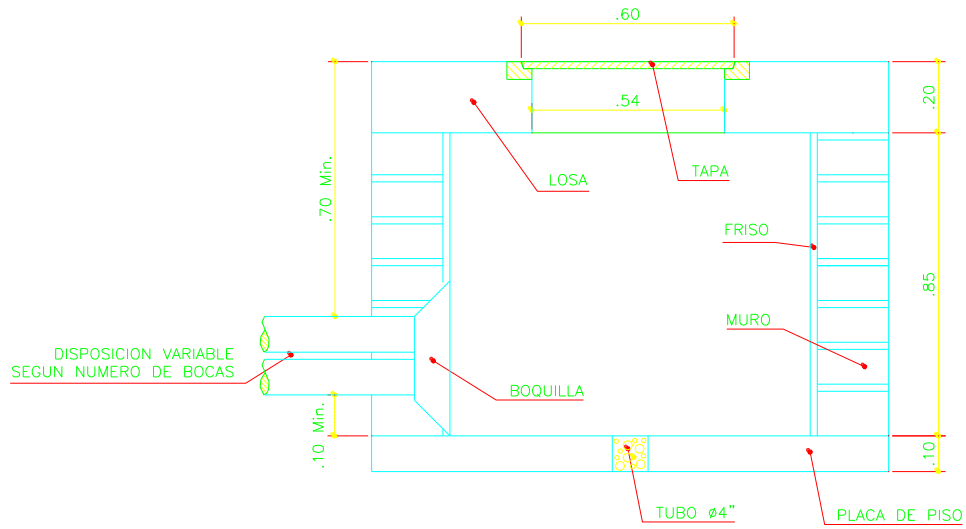 .60
.54
.20
.70 Min.
LOSA
TAPA
FRISO
.85
MURO
DISPOSICION VARIABLE
SEGUN NUMERO DE BOCAS
BOQUILLA
.10 Min.
.10
TUBO ø4"
PLACA DE PISO